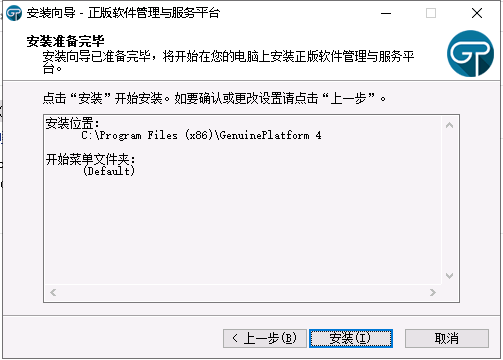 安装向导 - 正版软件管理与服务平台
安装准备完毕
安装向导已准备完毕，将开始在您的电脑上安装正版软件管理与服务平
台。
点击“安装”开始安装。如要确认或更改设置请点击“上一步”。
安装位置:
C:\Program Files (x86)\GenuinePlatform 4
开始菜单文件夹:
(Default)
< 上一步(B)
安装(I)
取消